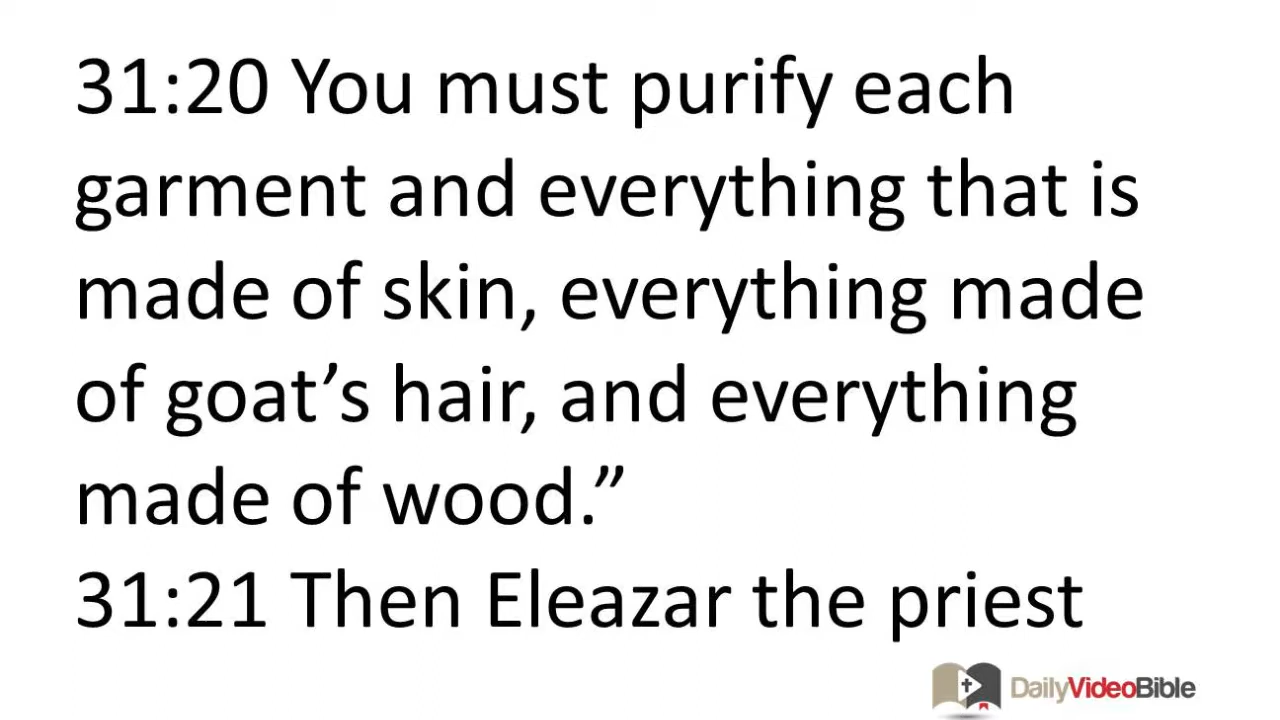 31:20 You must purify each
garment and everything that is
made of skin, everything made
of goat’s hair, and everything
made of wood.”
31:21 Then Eleazar the priest
DailyVideoBible